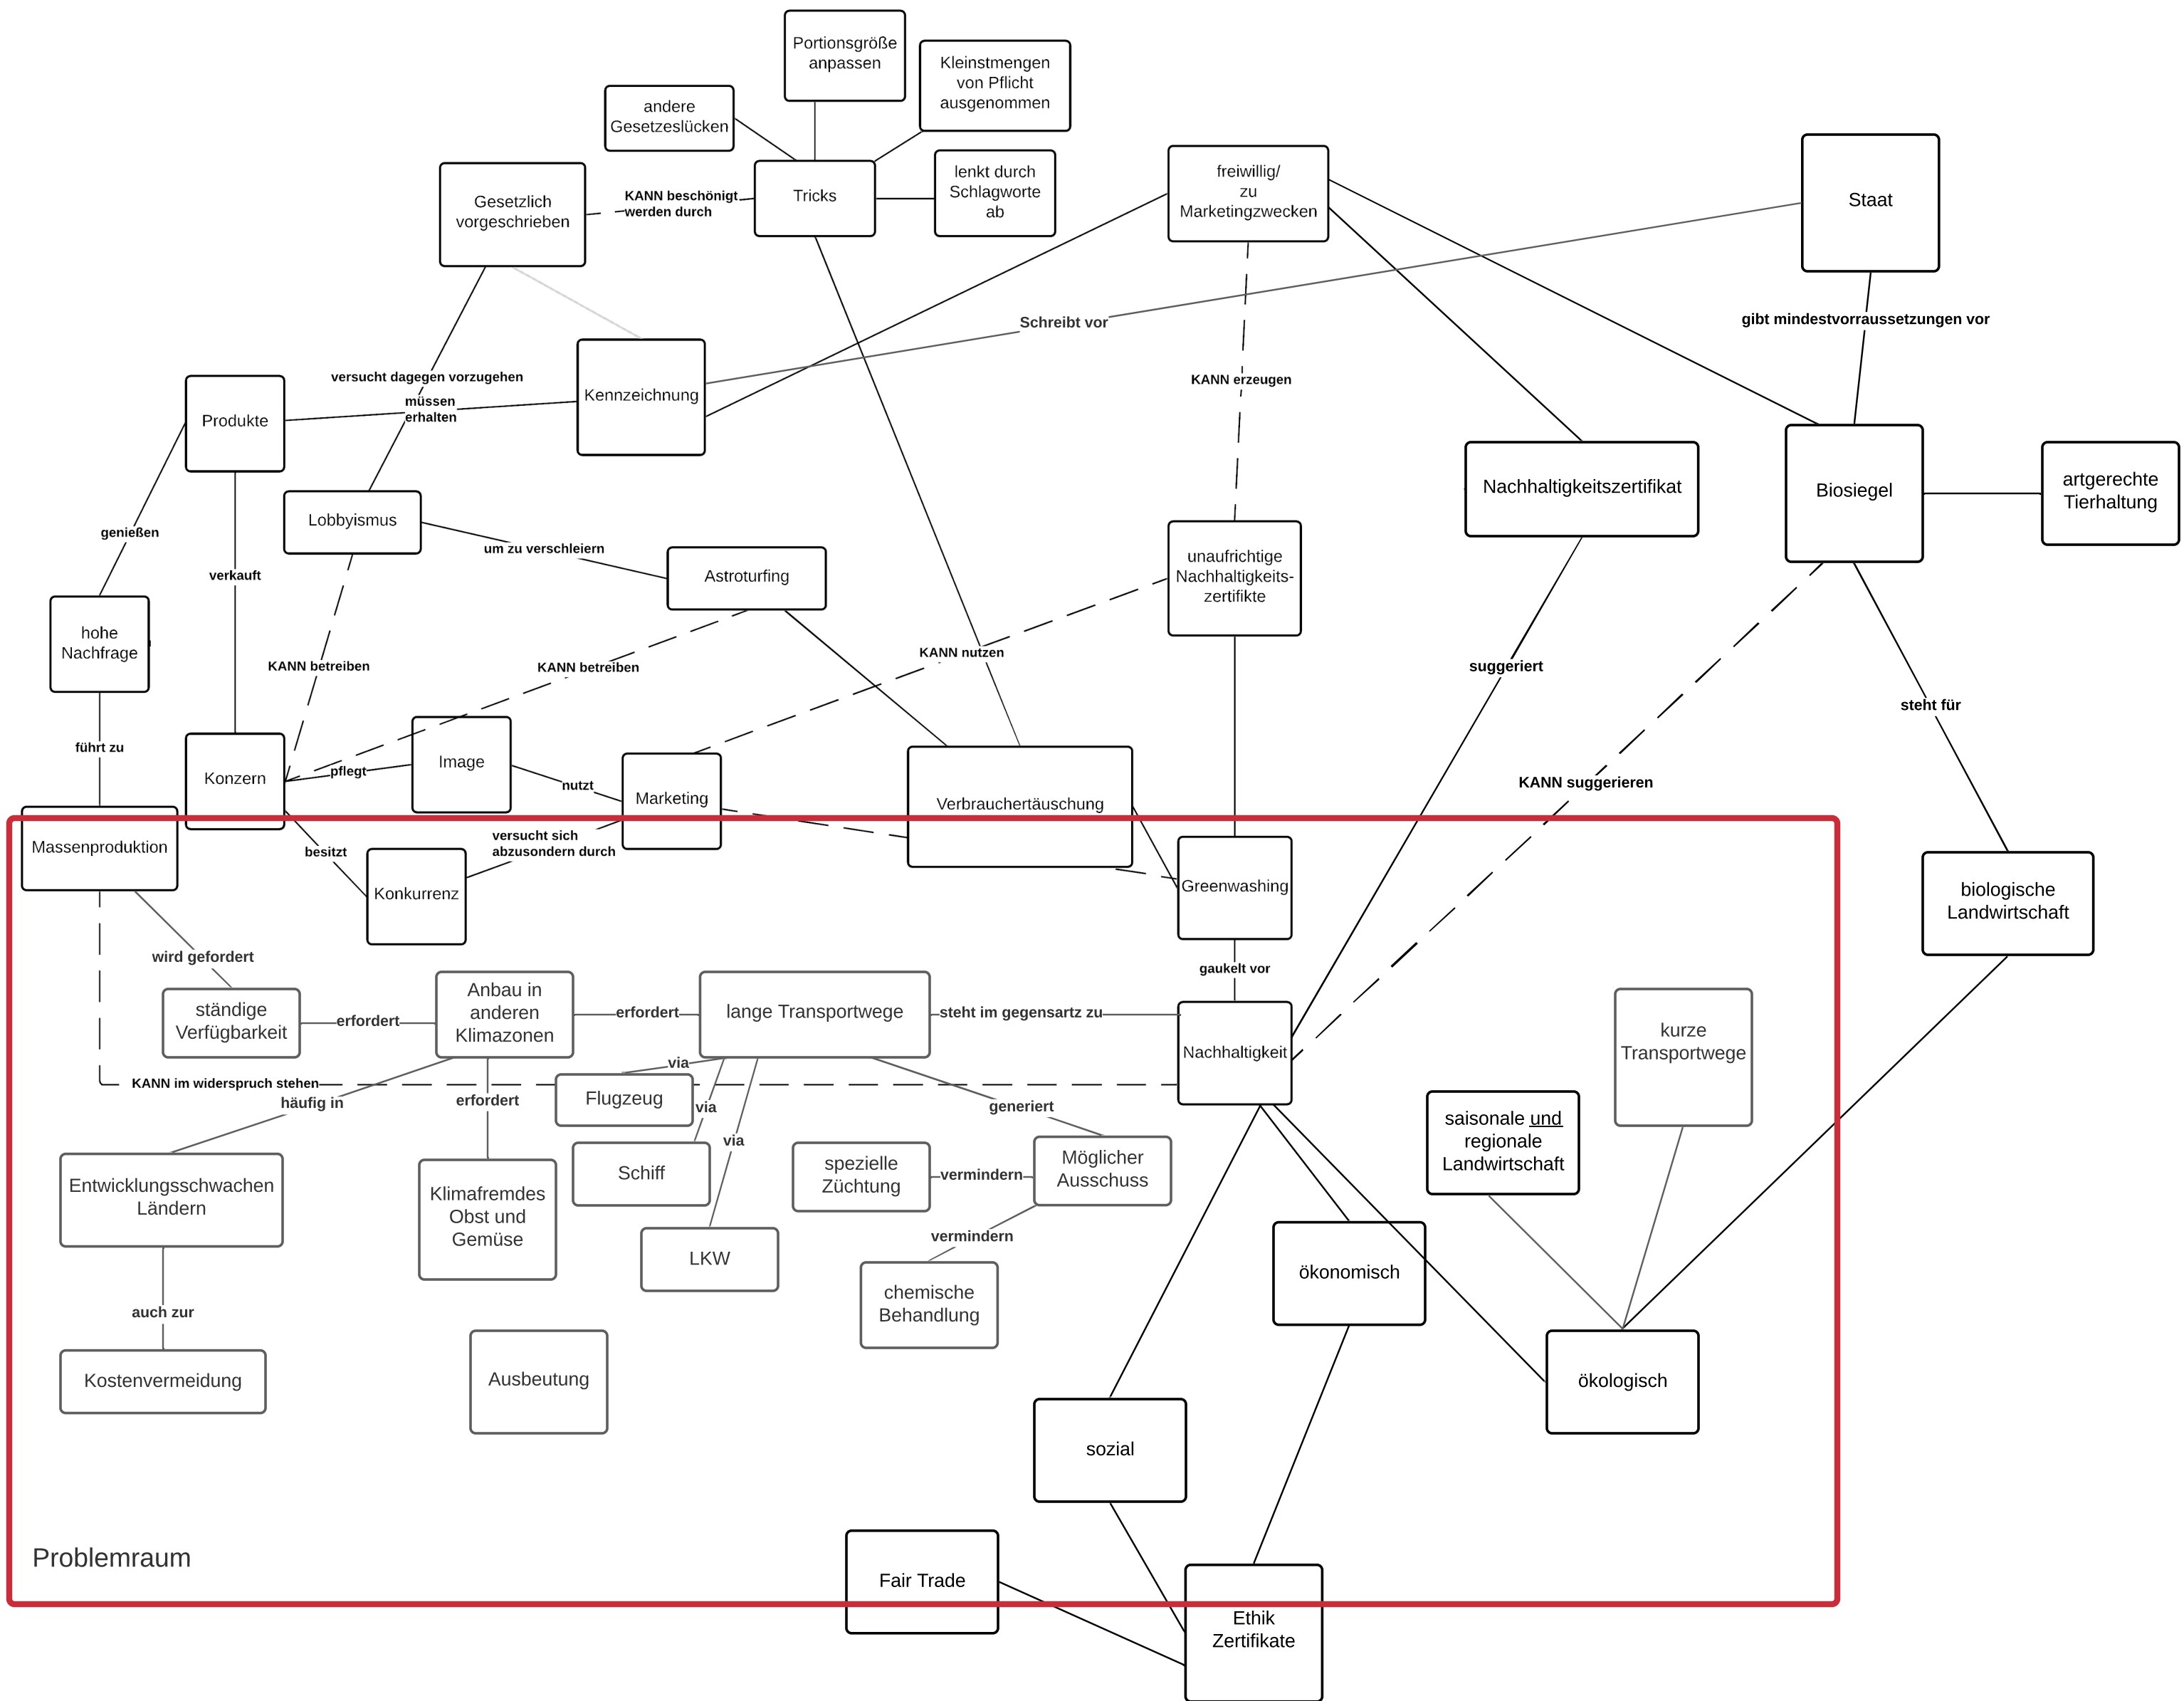 Portionsgröße
anpassen
Kleinstmengen
von Pflicht
ausgenommen
andere
Gesetzeslücken
lenkt durch
Schlagworte
ab
Tricks
KANN beschönigt
werden durch
Gesetzlich
vorgeschrieben
freiwillig/
zu
Marketingzwecken
Staat
Schreibt vor
gibt mindestvorraussetzungen vor
versucht dagegen vorzugehen
müssen
erhalten
Kennzeichnung
KANN erzeugen
Produkte
Nachhaltigkeitszertifikat
Biosiegel
artgerechte
Tierhaltung
Lobbyismus
genießen
um zu verschleiern
verkauft
Astroturfing
unaufrichtige
Nachhaltigkeits-
zertifikte
hohe
Nachfrage
KANN betreiben
KANN betreiben
KANN nutzen
suggeriert
steht für
führt zu
Konzern
pflegt
Image
nutzt
Marketing
Verbrauchertäuschung
KANN suggerieren
Massenproduktion
besitzt
versucht sich
abzusondern durch
Konkurrenz
Greenwashing
biologische
Landwirtschaft
wird gefordert
gaukelt vor
ständige
Verfügbarkeit
erfordert
Anbau in
anderen
Klimazonen
erfordert
lange Transportwege
steht im gegensartz zu
Nachhaltigkeit
kurze
Transportwege
KANN im widerspruch stehen
häufig in
erfordert
via
Flugzeug
via
via
generiert
saisonale und
regionale
Landwirtschaft
Entwicklungsschwachen
Ländern
Klimafremdes
Obst und
Gemüse
Schiff
spezielle
Züchtung
vermindern
Möglicher
Ausschuss
LKW
vermindern
chemische
Behandlung
ökonomisch
auch zur
Kostenvermeidung
Ausbeutung
ökologisch
sozial
Problemraum
Fair Trade
Ethik
Zertifikate